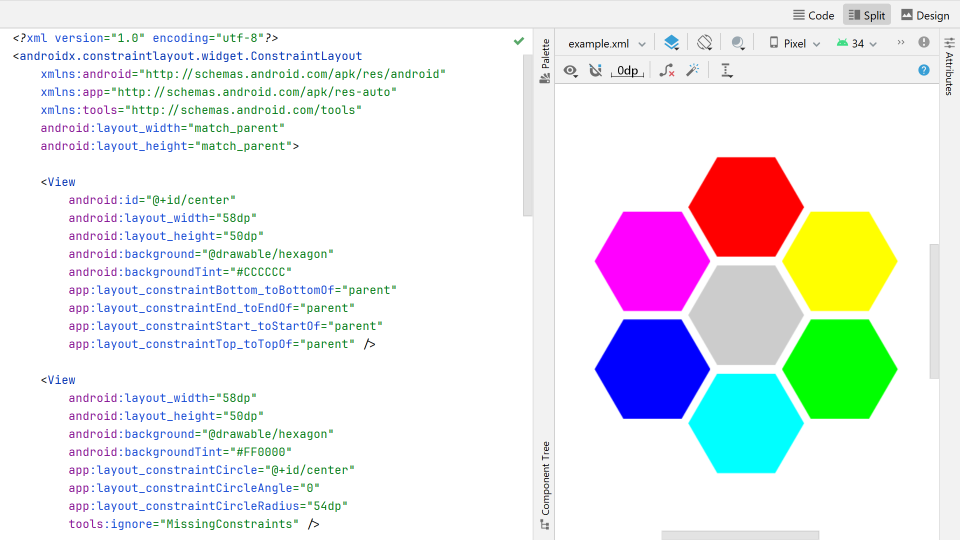 Code Split Design
<?xml version="1.0" encoding="utf-8"?>
<androidx.constraintlayout.widget.ConstraintLayout
xmlns:android="http://schemas.android.com/apk/res/android"
xmlns:app="http://schemas.android.com/apk/res-auto"
xmlns:tools="http://schemas.android.com/tools"
android:layout_width="match_parent"
android:layout_height="match_parent">
<View
android:id="@+id/center"
android:layout_width="58dp"
android:layout_height="50dp"
android:background="@drawable/hexagon"
android:backgroundTint="#CCCCCC"
app:layout_constraintBottom_toBottomOf="parent"
app:layout_constraintEnd_toEndOf="parent"
app:layout_constraintStart_toStartOf="parent"
app:layout_constraintTop_toTopOf="parent" />
<View
android:layout_width="58dp"
android:layout_height="50dp"
android:background="@drawable/hexagon"
android:backgroundTint="#FF0000"
app:layout_constraintCircle="@+id/center"
app:layout_constraintCircleAngle="0"
app:layout_constraintCircleRadius="54dp"
tools:ignore="MissingConstraints" />
Palette
Component Tree
example.xml Pixel 34 »
0dp ?
Attributes